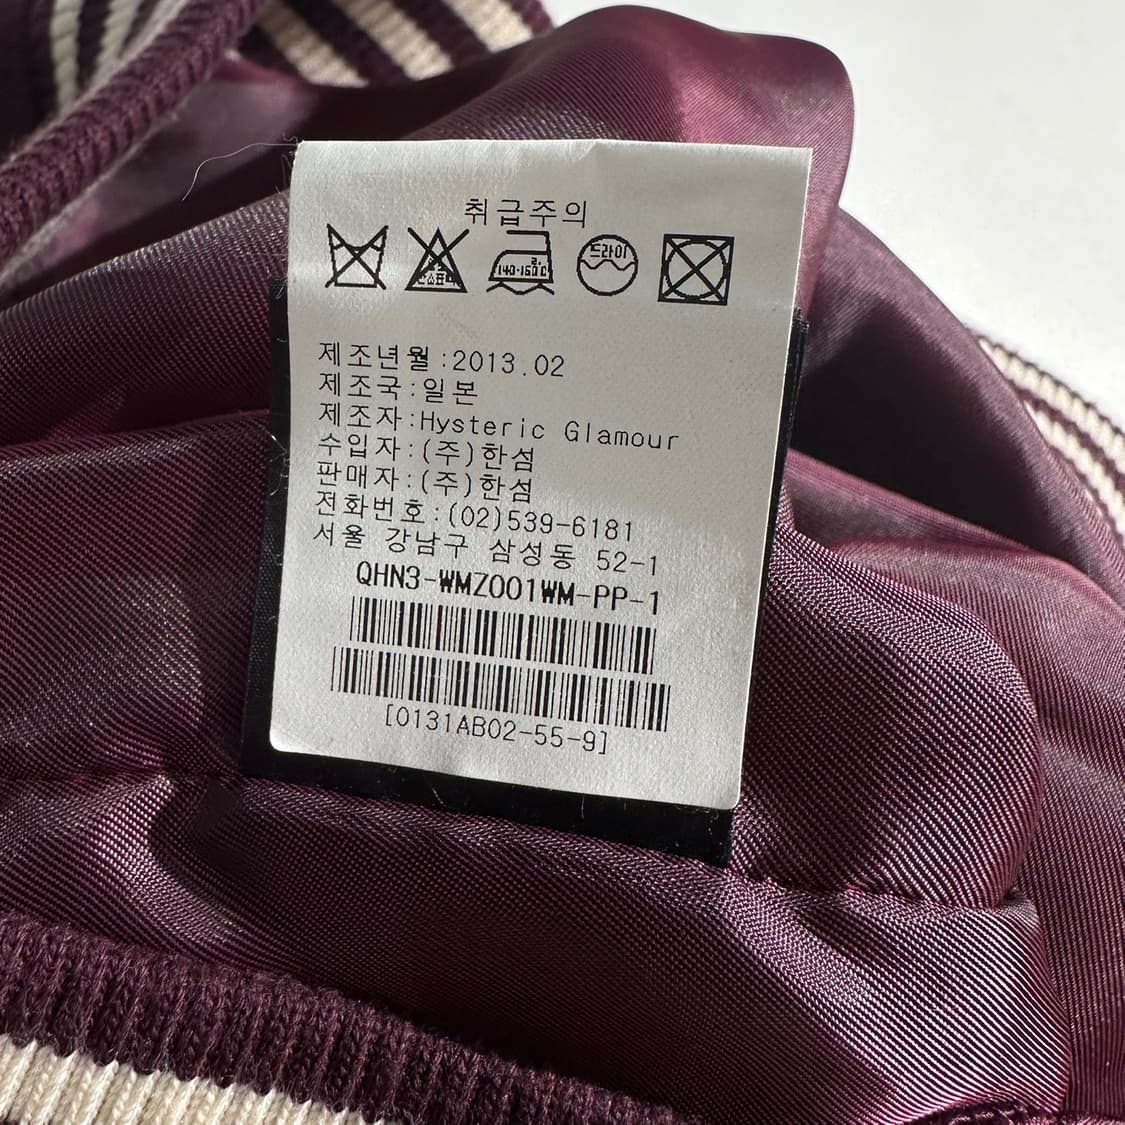 취급주의
140-160℃
드라이
제조년월:2013.02
제조국:일본
제조자:Hysteric Glamour
수입자:(주)한섬
판매자:(주)한섬
전화번호:(02)539-6181
서울 강남구 삼성동 52-1
QHN3-WMZ001WM-PP-1
[0131AB02-55-9]